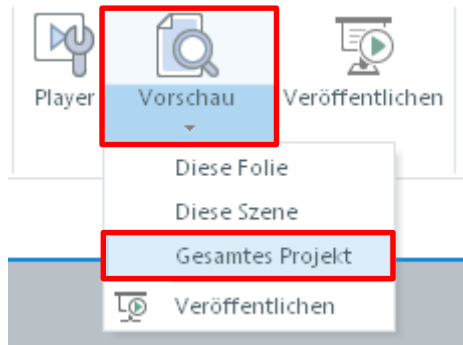 Player Vorschau Veröffentlichen
Diese Folie
Diese Szene
Gesamtes Projekt
Veröffentlichen